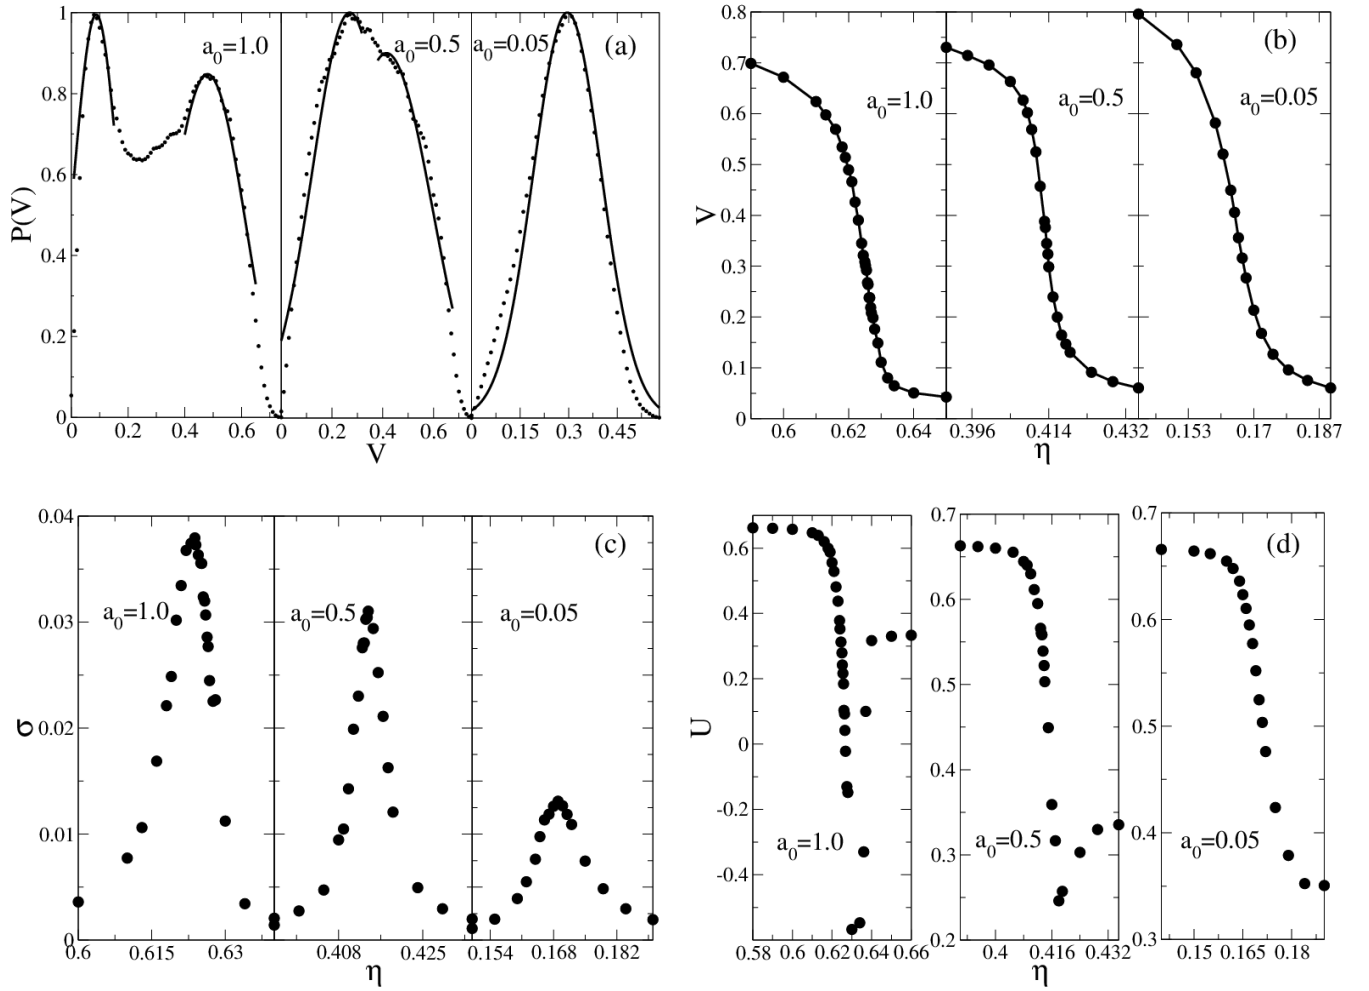 1
0.8
0.6
0.4
0.2
0
P(V)
a0=1.0
a0=0.5
a0=0.05
(a)
0 0.2 0.4 0.6 0 0.2 0.4 0.6 0 0.15 0.3 0.45
V
0.8
0.7
0.6
0.5
0.4
0.3
0.2
0.1
0
V
a0=1.0
a0=0.5
a0=0.05
(b)
0.6 0.62 0.64 0.396 0.414 0.432 0.153 0.17 0.187
η
0.04
0.03
0.02
0.01
0
σ
a0=1.0
a0=0.5
a0=0.05
(c)
0.6 0.615 0.63 0.408 0.425 0.154 0.168 0.182
η
0.6
0.4
0.2
0
-0.2
-0.4
U
a0=1.0
0.58 0.6 0.62 0.64 0.66
0.7
0.6
0.5
0.4
0.3
0.2
a0=0.5
0.4 0.416 0.432
η
0.7
0.6
0.5
0.4
0.3
a0=0.05
(d)
0.15 0.165 0.18